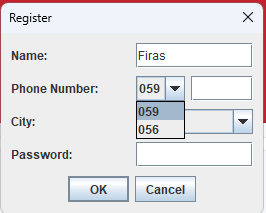 Register
Name: Firas
Phone Number: 059
059
056
City:
Password:
OK Cancel